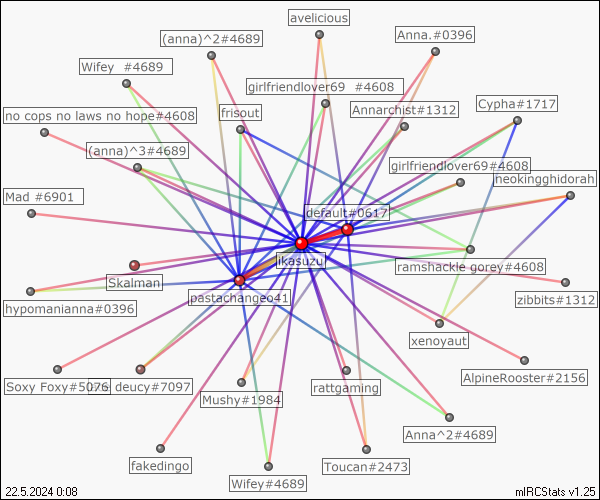 avelicious
(anna)^2#4689
Anna.#0396
Wifey #4689
girlfriendlover69 #4608
Cypha#1717
no cops no laws no hope#4608
frisout
Annarchist#1312
(anna)^3#4689
girlfriendlover69#4608
neokingghidorah
Mad #6901
default#0617
ikasuzu
ramshackle gorey#4608
Skalman
pastachangeo41
zibbits#1312
hypomanianna#0396
xenoyaut
AlpineRooster#2156
Soxy Foxy#5076
deucy#7097
rattgaming
Mushy#1984
Anna^2#4689
fakedingo
Toucan#2473
Wifey#4689
22.5.2024 0:08
mIRCStats v1.25